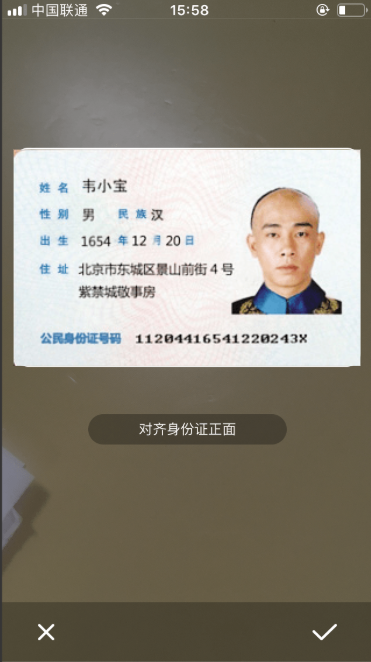 中国联通 15:58
姓名 韦小宝
性别 男 民族 汉
出生 1654 年 12 月 20 日
住址 北京市东城区景山前街 4 号
紫禁城敬事房
公民身份证号码 11204416541220243X
对齐身份证正面